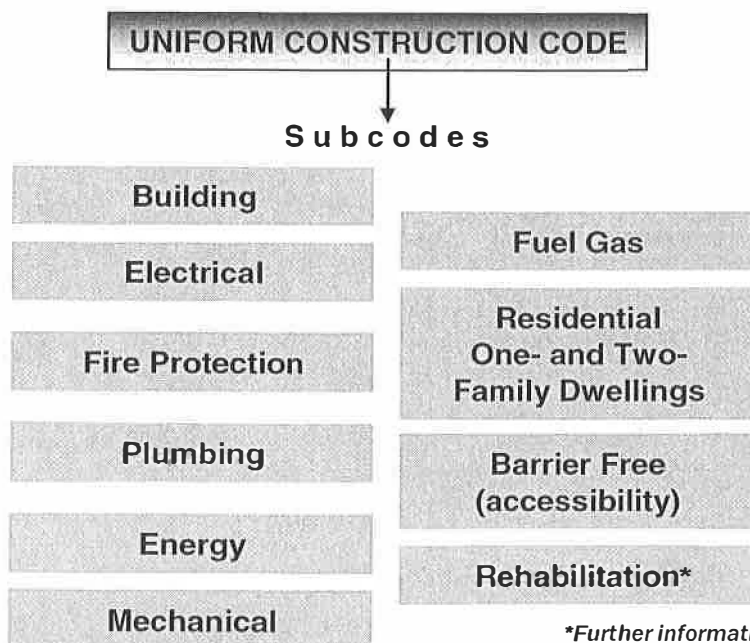 UNIFORM CONSTRUCTION CODE
Subcodes
Building
Electrical
Fire Protection
Plumbing
Energy
Mechanical
Fuel Gas
Residential
One- and Two-
Family Dwellings
Barrier Free
(accessibility)
Rehabilitation*
*Further informati